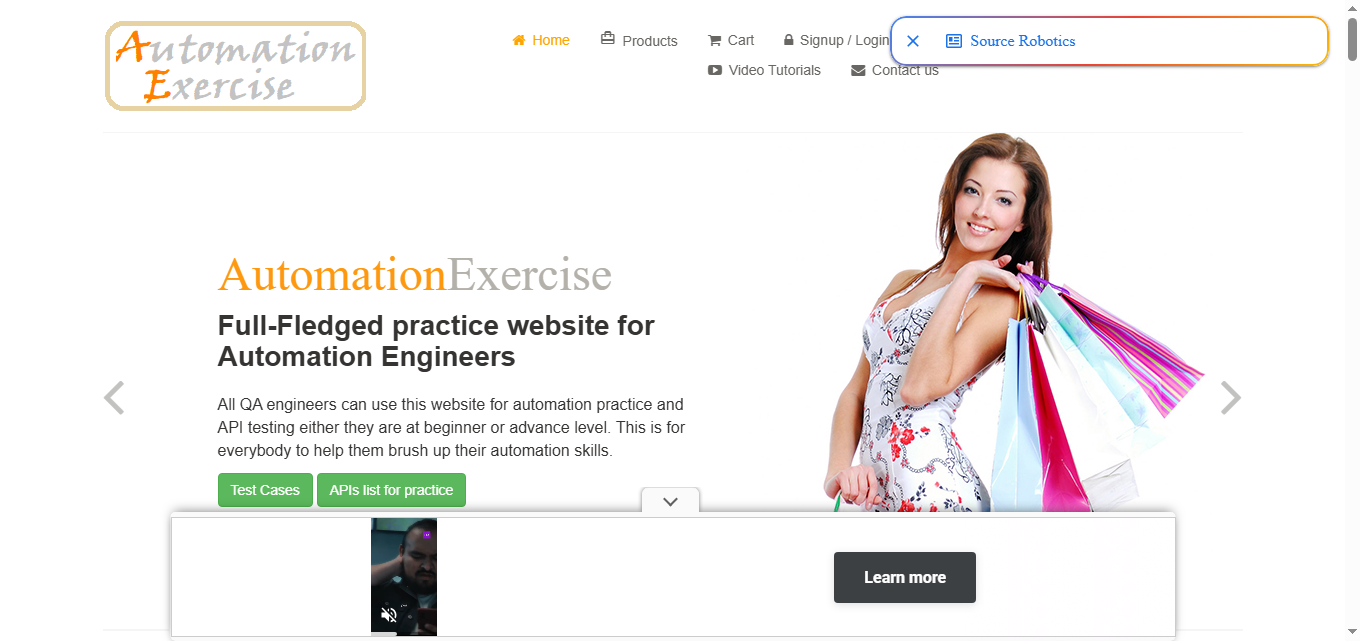 Automation
Exercise
Home
Products
Cart
Signup / Login
Source Robotics
Video Tutorials
Contact us
AutomationExercise
Full-Fledged practice website for
Automation Engineers
All QA engineers can use this website for automation practice and
API testing either they are at beginner or advance level. This is for
everybody to help them brush up their automation skills.
Test Cases
APIs list for practice
Learn more